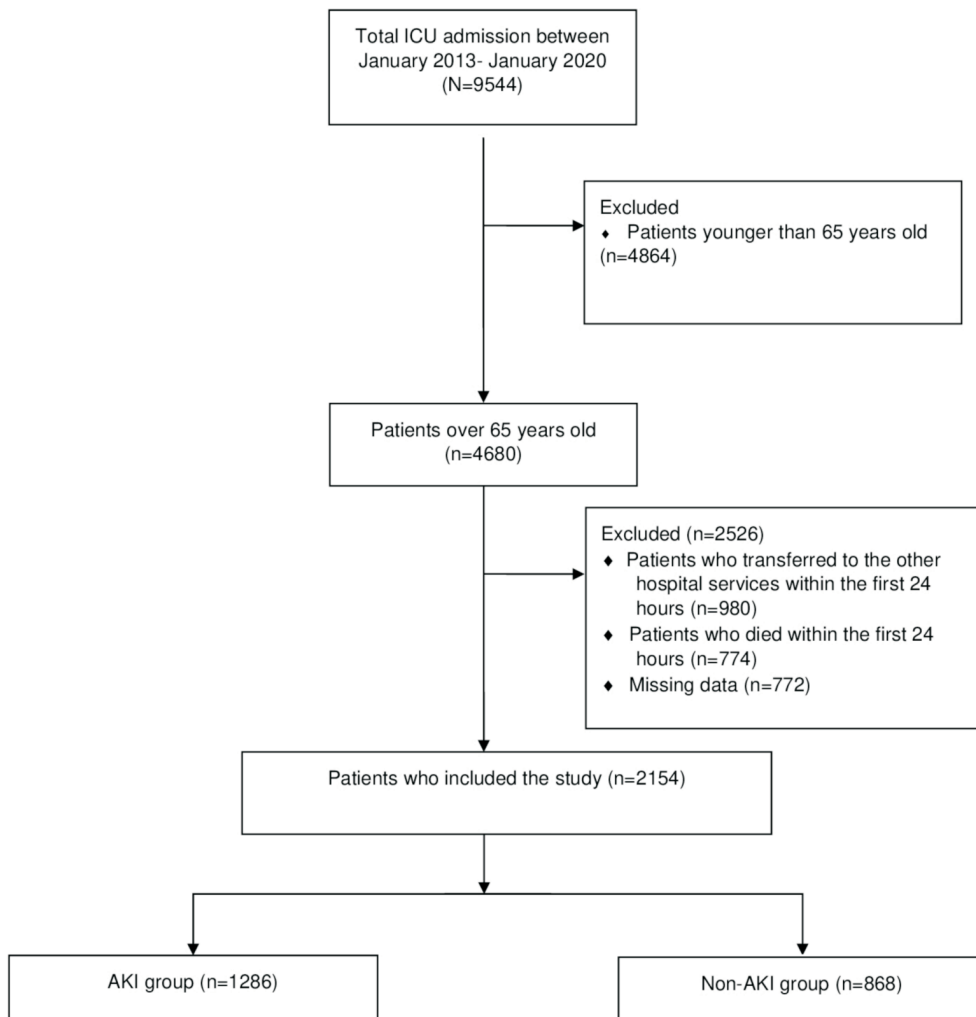 Total ICU admission between
January 2013- January 2020
(N=9544)
Excluded
♦ Patients younger than 65 years old
(n=4864)
Patients over 65 years old
(n=4680)
Excluded (n=2526)
♦ Patients who transferred to the other
hospital services within the first 24
hours (n=980)
♦ Patients who died within the first 24
hours (n=774)
♦ Missing data (n=772)
Patients who included the study (n=2154)
AKI group (n=1286)
Non-AKI group (n=868)